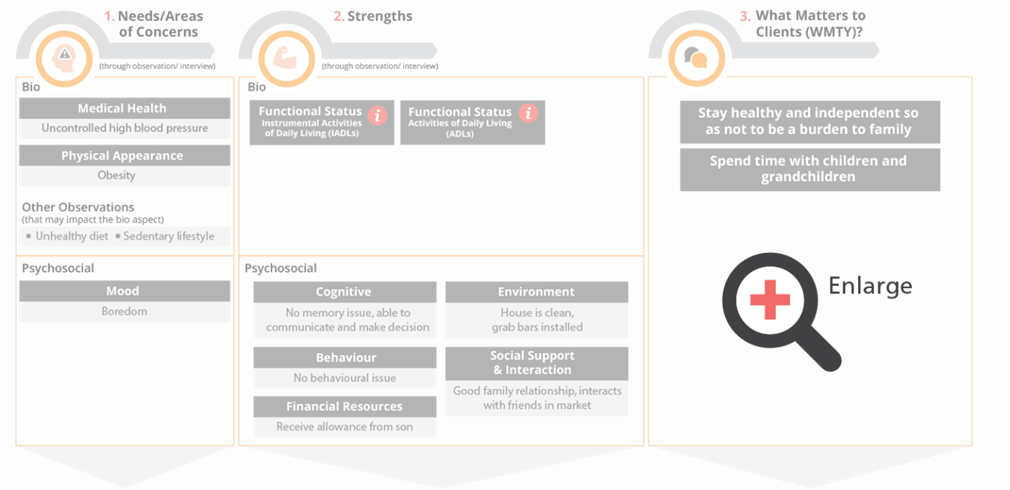 1. Needs/Areas
of Concerns
(through observation/ interview)
Bio
Medical Health
Uncontrolled high blood pressure
Physical Appearance
Obesity
Other Observations
(that may impact the bio aspect)
• Unhealthy diet • Sedentary lifestyle
Psychosocial
Mood
Boredom
2. Strengths
(through observation/ interview)
Bio
Functional Status
Instrumental Activities
of Daily Living (IADLs)
i
Functional Status
Activities of Daily Living
(ADLs)
i
Psychosocial
Cognitive
No memory issue, able to
communicate and make decision
Behaviour
No behavioural issue
Financial Resources
Receive allowance from son
Environment
House is clean,
grab bars installed
Social Support
& Interaction
Good family relationship, interacts
with friends in market
3. What Matters to
Clients (WMTY)?
Stay healthy and independent so
as not to be a burden to family
Spend time with children and
grandchildren
Enlarge